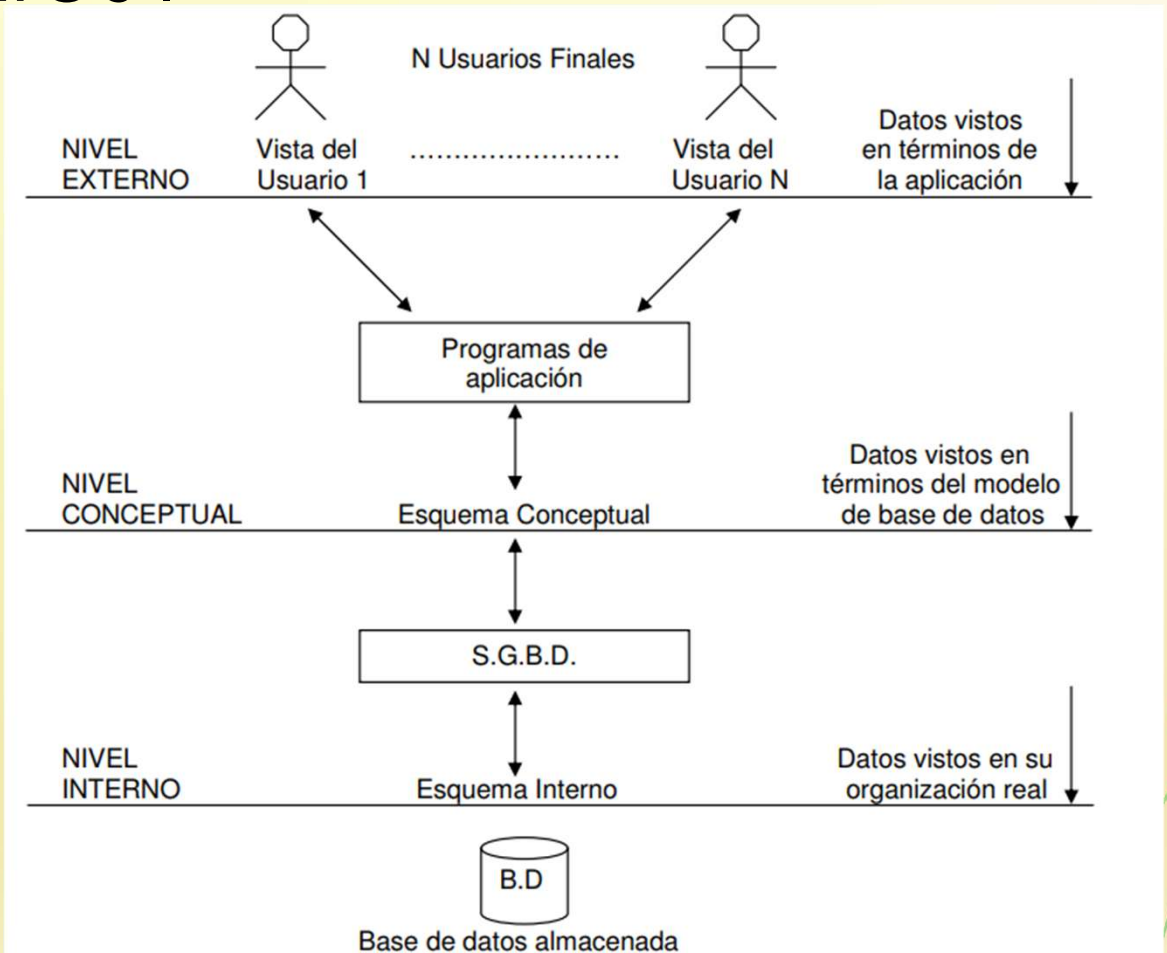 N Usuarios Finales
NIVEL
EXTERNO
Vista del
Usuario 1
........................
Vista del
Usuario N
Datos vistos
en términos de
la aplicación
Programas de
aplicación
NIVEL
CONCEPTUAL
Esquema Conceptual
Datos vistos en
términos del modelo
de base de datos
S.G.B.D.
NIVEL
INTERNO
Esquema Interno
Datos vistos en su
organización real
B.D
Base de datos almacenada